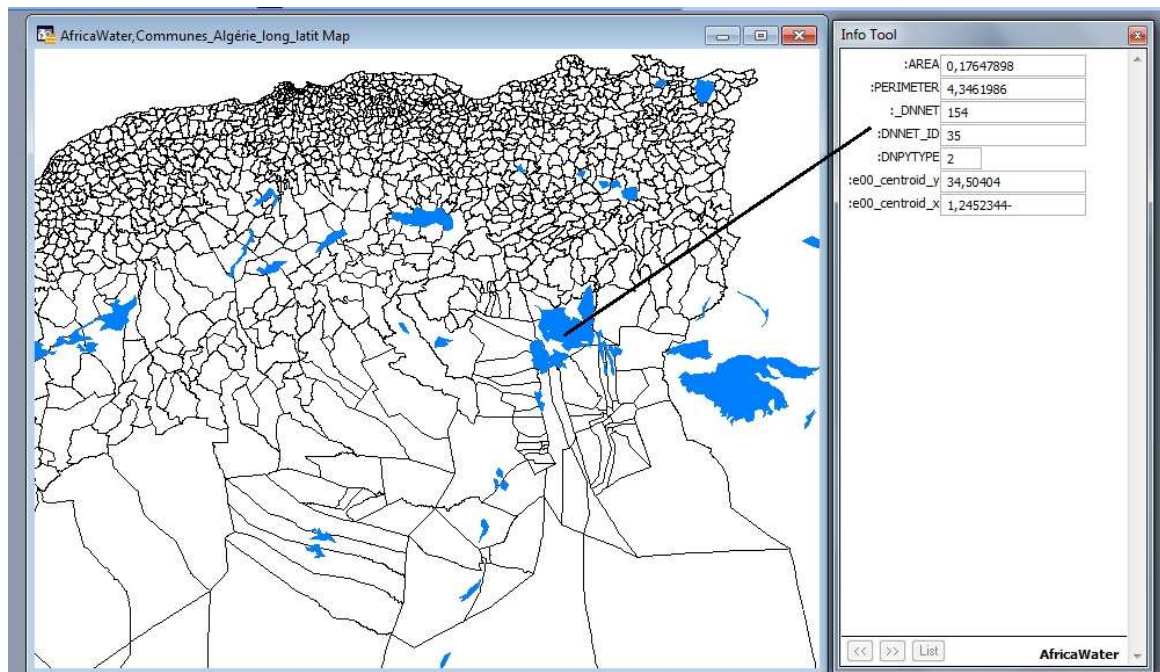 AfricaWater,Communes_Algérie_long_latit Map
Info Tool
:AREA 0,17647898
:PERIMETER 4,3461986
:_DNNET 154
:DNNET_ID 35
:DNPYTYPE 2
:e00_centroid_y 34,50404
:e00_centroid_x 1,2452344-
<< >> List AfricaWater